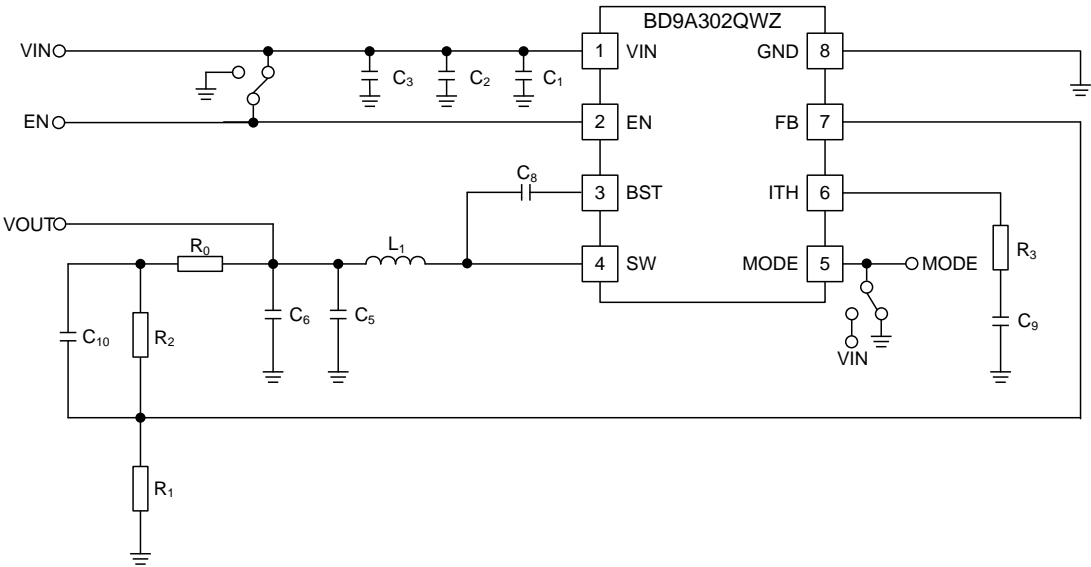 BD9A302QWZ
VIN
1 VIN
GND 8
C₃
C₂
C₁
EN
2 EN
FB 7
C₈
3 BST
ITH 6
VOUT
R₀
L₁
4 SW
MODE 5
MODE
R₃
C₁₀
R₂
C₆
C₅
C₉
VIN
R₁